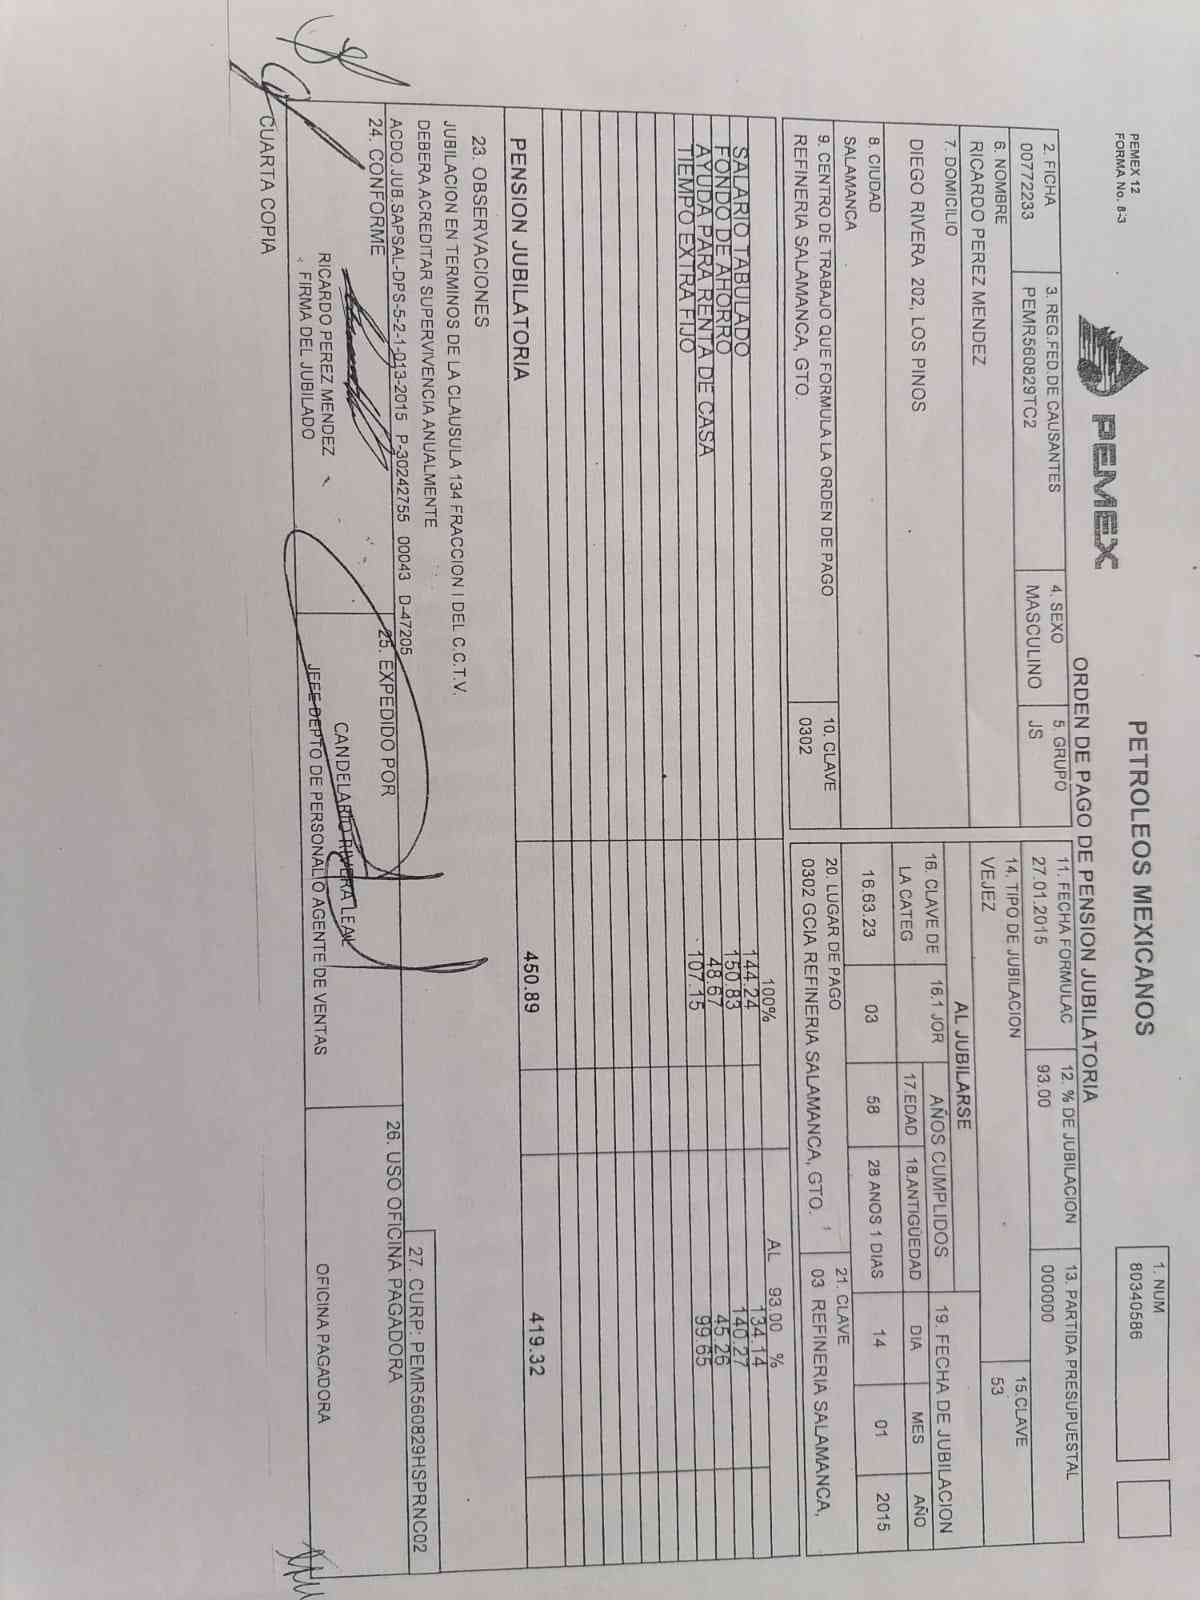 PEMEX 12
FORMA No. 8-3
PEMEX
PETROLEOS MEXICANOS
ORDEN DE PAGO DE PENSION JUBILATORIA
1. NUM
80340586
2. FICHA
00772233
3. REG.FED.DE CAUSANTES
PEMR560829TC2
4. SEXO
MASCULINO
5. GRUPO
JS
6. NOMBRE
RICARDO PEREZ MENDEZ
7. DOMICILIO
DIEGO RIVERA 202, LOS PINOS
8. CIUDAD
SALAMANCA
9. CENTRO DE TRABAJO QUE FORMULA LA ORDEN DE PAGO
REFINERIA SALAMANCA, GTO.
10. CLAVE
0302
11. FECHA FORMULAC
27.01.2015
12. % DE JUBILACION
93.00
13. PARTIDA PRESUPUESTAL
000000
14. TIPO DE JUBILACION
VEJEZ
15.CLAVE
53
AL JUBILARSE
16. CLAVE DE
LA CATEG
16.1 JOR
AÑOS CUMPLIDOS
17.EDAD
18.ANTIGÜEDAD
19. FECHA DE JUBILACION
DIA
MES
AÑO
16.63.23
03
58
28 ANOS 1 DIAS
14
01
2015
20. LUGAR DE PAGO
0302 GCIA REFINERIA SALAMANCA, GTO.
21. CLAVE
03 REFINERIA SALAMANCA,
100%
AL 93.00 %
SALARIO TABULADO 144.24 134.14
FONDO DE AHORRO 150.83 140.27
AYUDA PARA RENTA DE CASA 48.67 45.26
TIEMPO EXTRA FIJO 107.15 99.65
PENSION JUBILATORIA 450.89 419.32
23. OBSERVACIONES
JUBILACION EN TERMINOS DE LA CLAUSULA 134 FRACCION I DEL C.C.T.V.
DEBERA ACREDITAR SUPERVIVENCIA ANUALMENTE
ACDO.JUB.SAPSAL-DPS-5-2-1-013-2015 P-30242755 00043 D-47205
27. CURP: PEMR560829HSPRNC02
24. CONFORME
RICARDO PEREZ MENDEZ
FIRMA DEL JUBILADO
25. EXPEDIDO POR
CANDELARIO RIVERA LEAL
JEFE DEPTO DE PERSONAL O AGENTE DE VENTAS
26. USO OFICINA PAGADORA
OFICINA PAGADORA
CUARTA COPIA